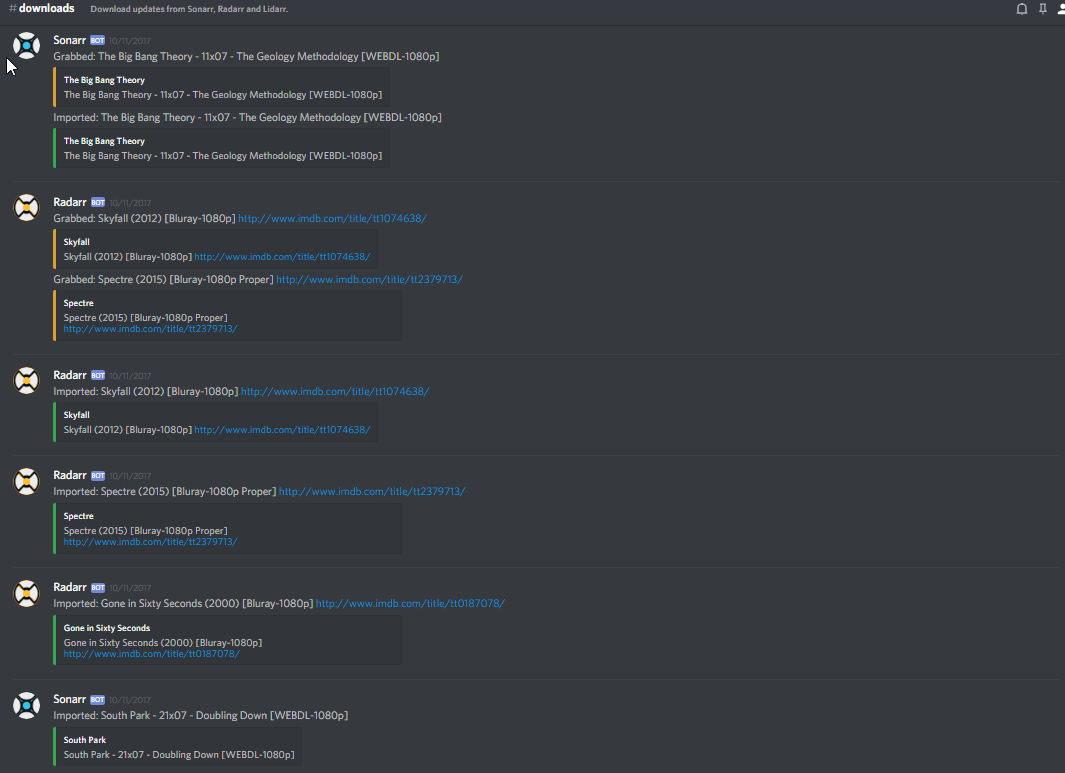 #downloads Download updates from Sonarr, Radarr and Lidarr.
Sonarr BOT 10/11/2017
Grabbed: The Big Bang Theory - 11x07 - The Geology Methodology [WEBDL-1080p]
The Big Bang Theory
The Big Bang Theory - 11x07 - The Geology Methodology [WEBDL-1080p]
Imported: The Big Bang Theory - 11x07 - The Geology Methodology [WEBDL-1080p]
The Big Bang Theory
The Big Bang Theory - 11x07 - The Geology Methodology [WEBDL-1080p]
Radarr BOT 10/11/2017
Grabbed: Skyfall (2012) [Bluray-1080p] http://www.imdb.com/title/tt1074638/
Skyfall
Skyfall (2012) [Bluray-1080p] http://www.imdb.com/title/tt1074638/
Grabbed: Spectre (2015) [Bluray-1080p Proper] http://www.imdb.com/title/tt2379713/
Spectre
Spectre (2015) [Bluray-1080p Proper]
http://www.imdb.com/title/tt2379713/
Radarr BOT 10/11/2017
Imported: Skyfall (2012) [Bluray-1080p] http://www.imdb.com/title/tt1074638/
Skyfall
Skyfall (2012) [Bluray-1080p] http://www.imdb.com/title/tt1074638/
Radarr BOT 10/11/2017
Imported: Spectre (2015) [Bluray-1080p Proper] http://www.imdb.com/title/tt2379713/
Spectre
Spectre (2015) [Bluray-1080p Proper]
http://www.imdb.com/title/tt2379713/
Radarr BOT 10/11/2017
Imported: Gone in Sixty Seconds (2000) [Bluray-1080p] http://www.imdb.com/title/tt0187078/
Gone in Sixty Seconds
Gone in Sixty Seconds (2000) [Bluray-1080p]
http://www.imdb.com/title/tt0187078/
Sonarr BOT 10/11/2017
Imported: South Park - 21x07 - Doubling Down [WEBDL-1080p]
South Park
South Park - 21x07 - Doubling Down [WEBDL-1080p]